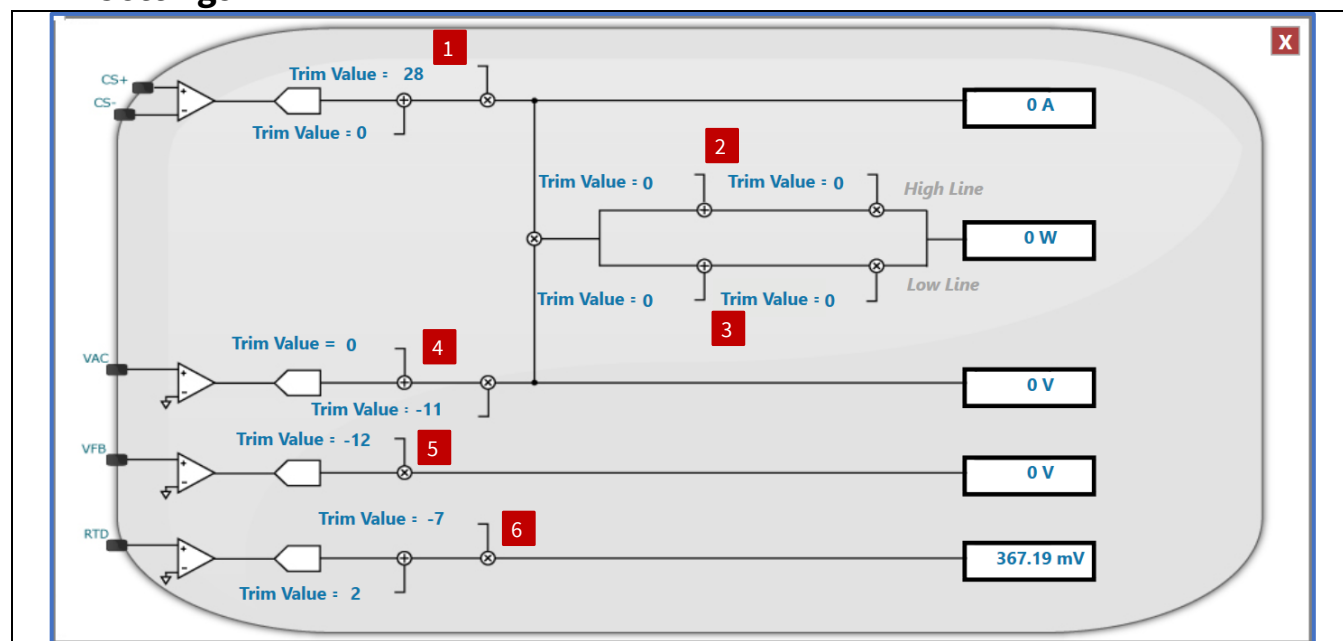 X
1
Trim Value = 28
CS+
CS-
0 A
Trim Value = 0
2
Trim Value = 0
Trim Value = 0
High Line
0 W
Low Line
Trim Value = 0
Trim Value = 0
3
Trim Value = 0
4
VAC
0 V
Trim Value = -11
Trim Value = -12
5
VFB
0 V
Trim Value = -7
6
RTD
367.19 mV
Trim Value = 2